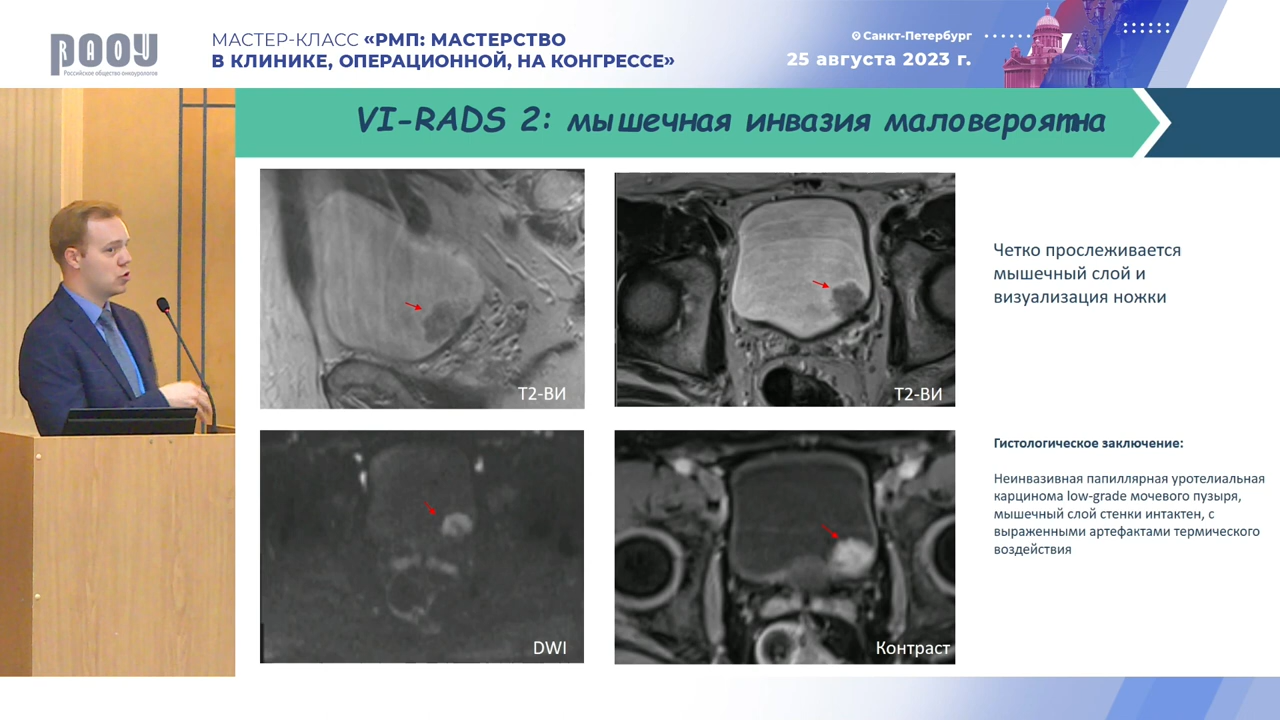 РАОУ
Российское общество онкоурологов
МАСТЕР-КЛАСС «РМП: МАСТЕРСТВО
В КЛИНИКЕ, ОПЕРАЦИОННОЙ, НА КОНГРЕССЕ»
Санкт-Петербург
25 августа 2023 г.
VI-RADS 2: мышечная инвазия маловероятна
Четко прослеживается
мышечный слой и
визуализация ножки
Т2-ВИ
Т2-ВИ
Гистологическое заключение:
Неинвазивная папиллярная уротелиальная
карцинома low-grade мочевого пузыря,
мышечный слой стенки интактен, с
выраженными артефактами термического
воздействия
DWI
Контраст